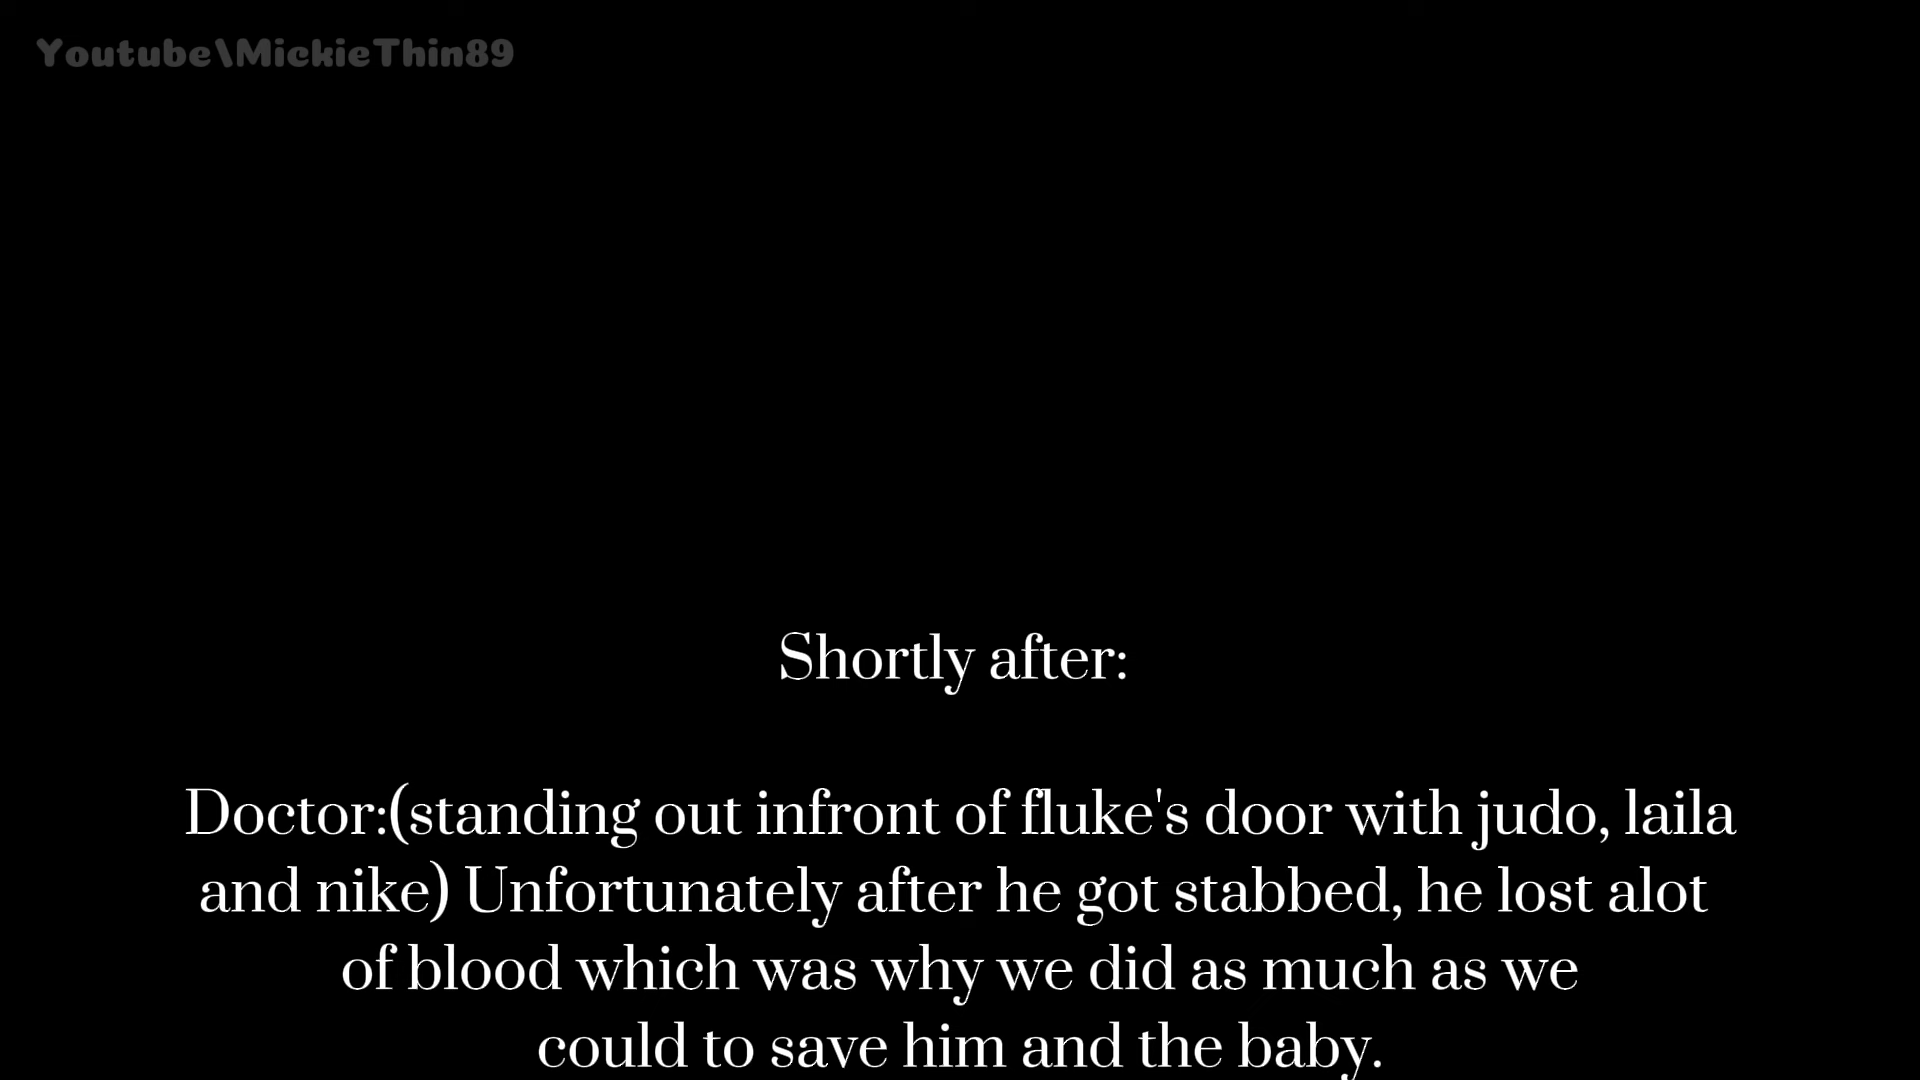 Youtube\MickieThin89
Shortly after:
Doctor:(standing out infront of fluke's door with judo, laila
and nike) Unfortunately after he got stabbed, he lost alot
of blood which was why we did as much as we
could to save him and the baby.